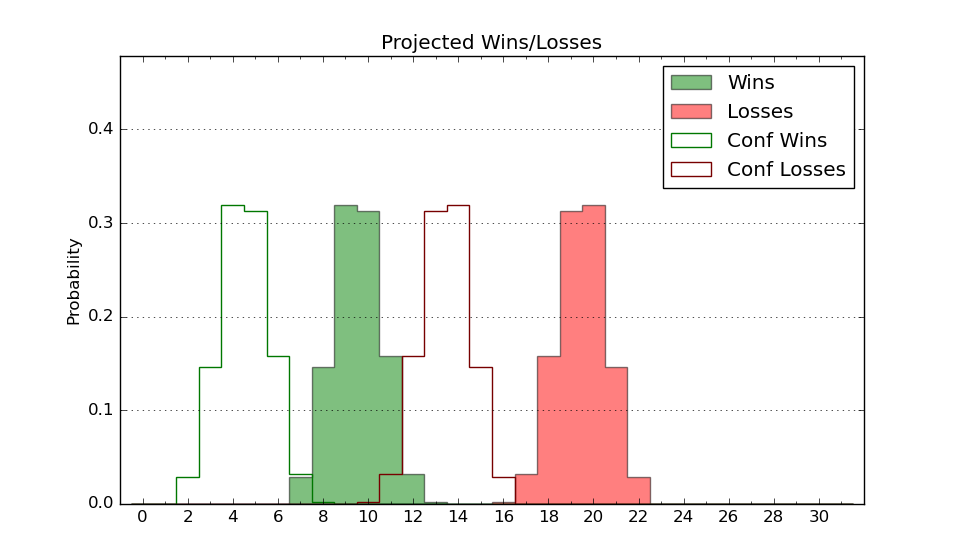 Projected Wins/Losses
Wins
Losses
Conf Wins
Conf Losses
Probability
0.4
0.3
0.2
0.1
0.0
0 2 4 6 8 10 12 14 16 18 20 22 24 26 28 30